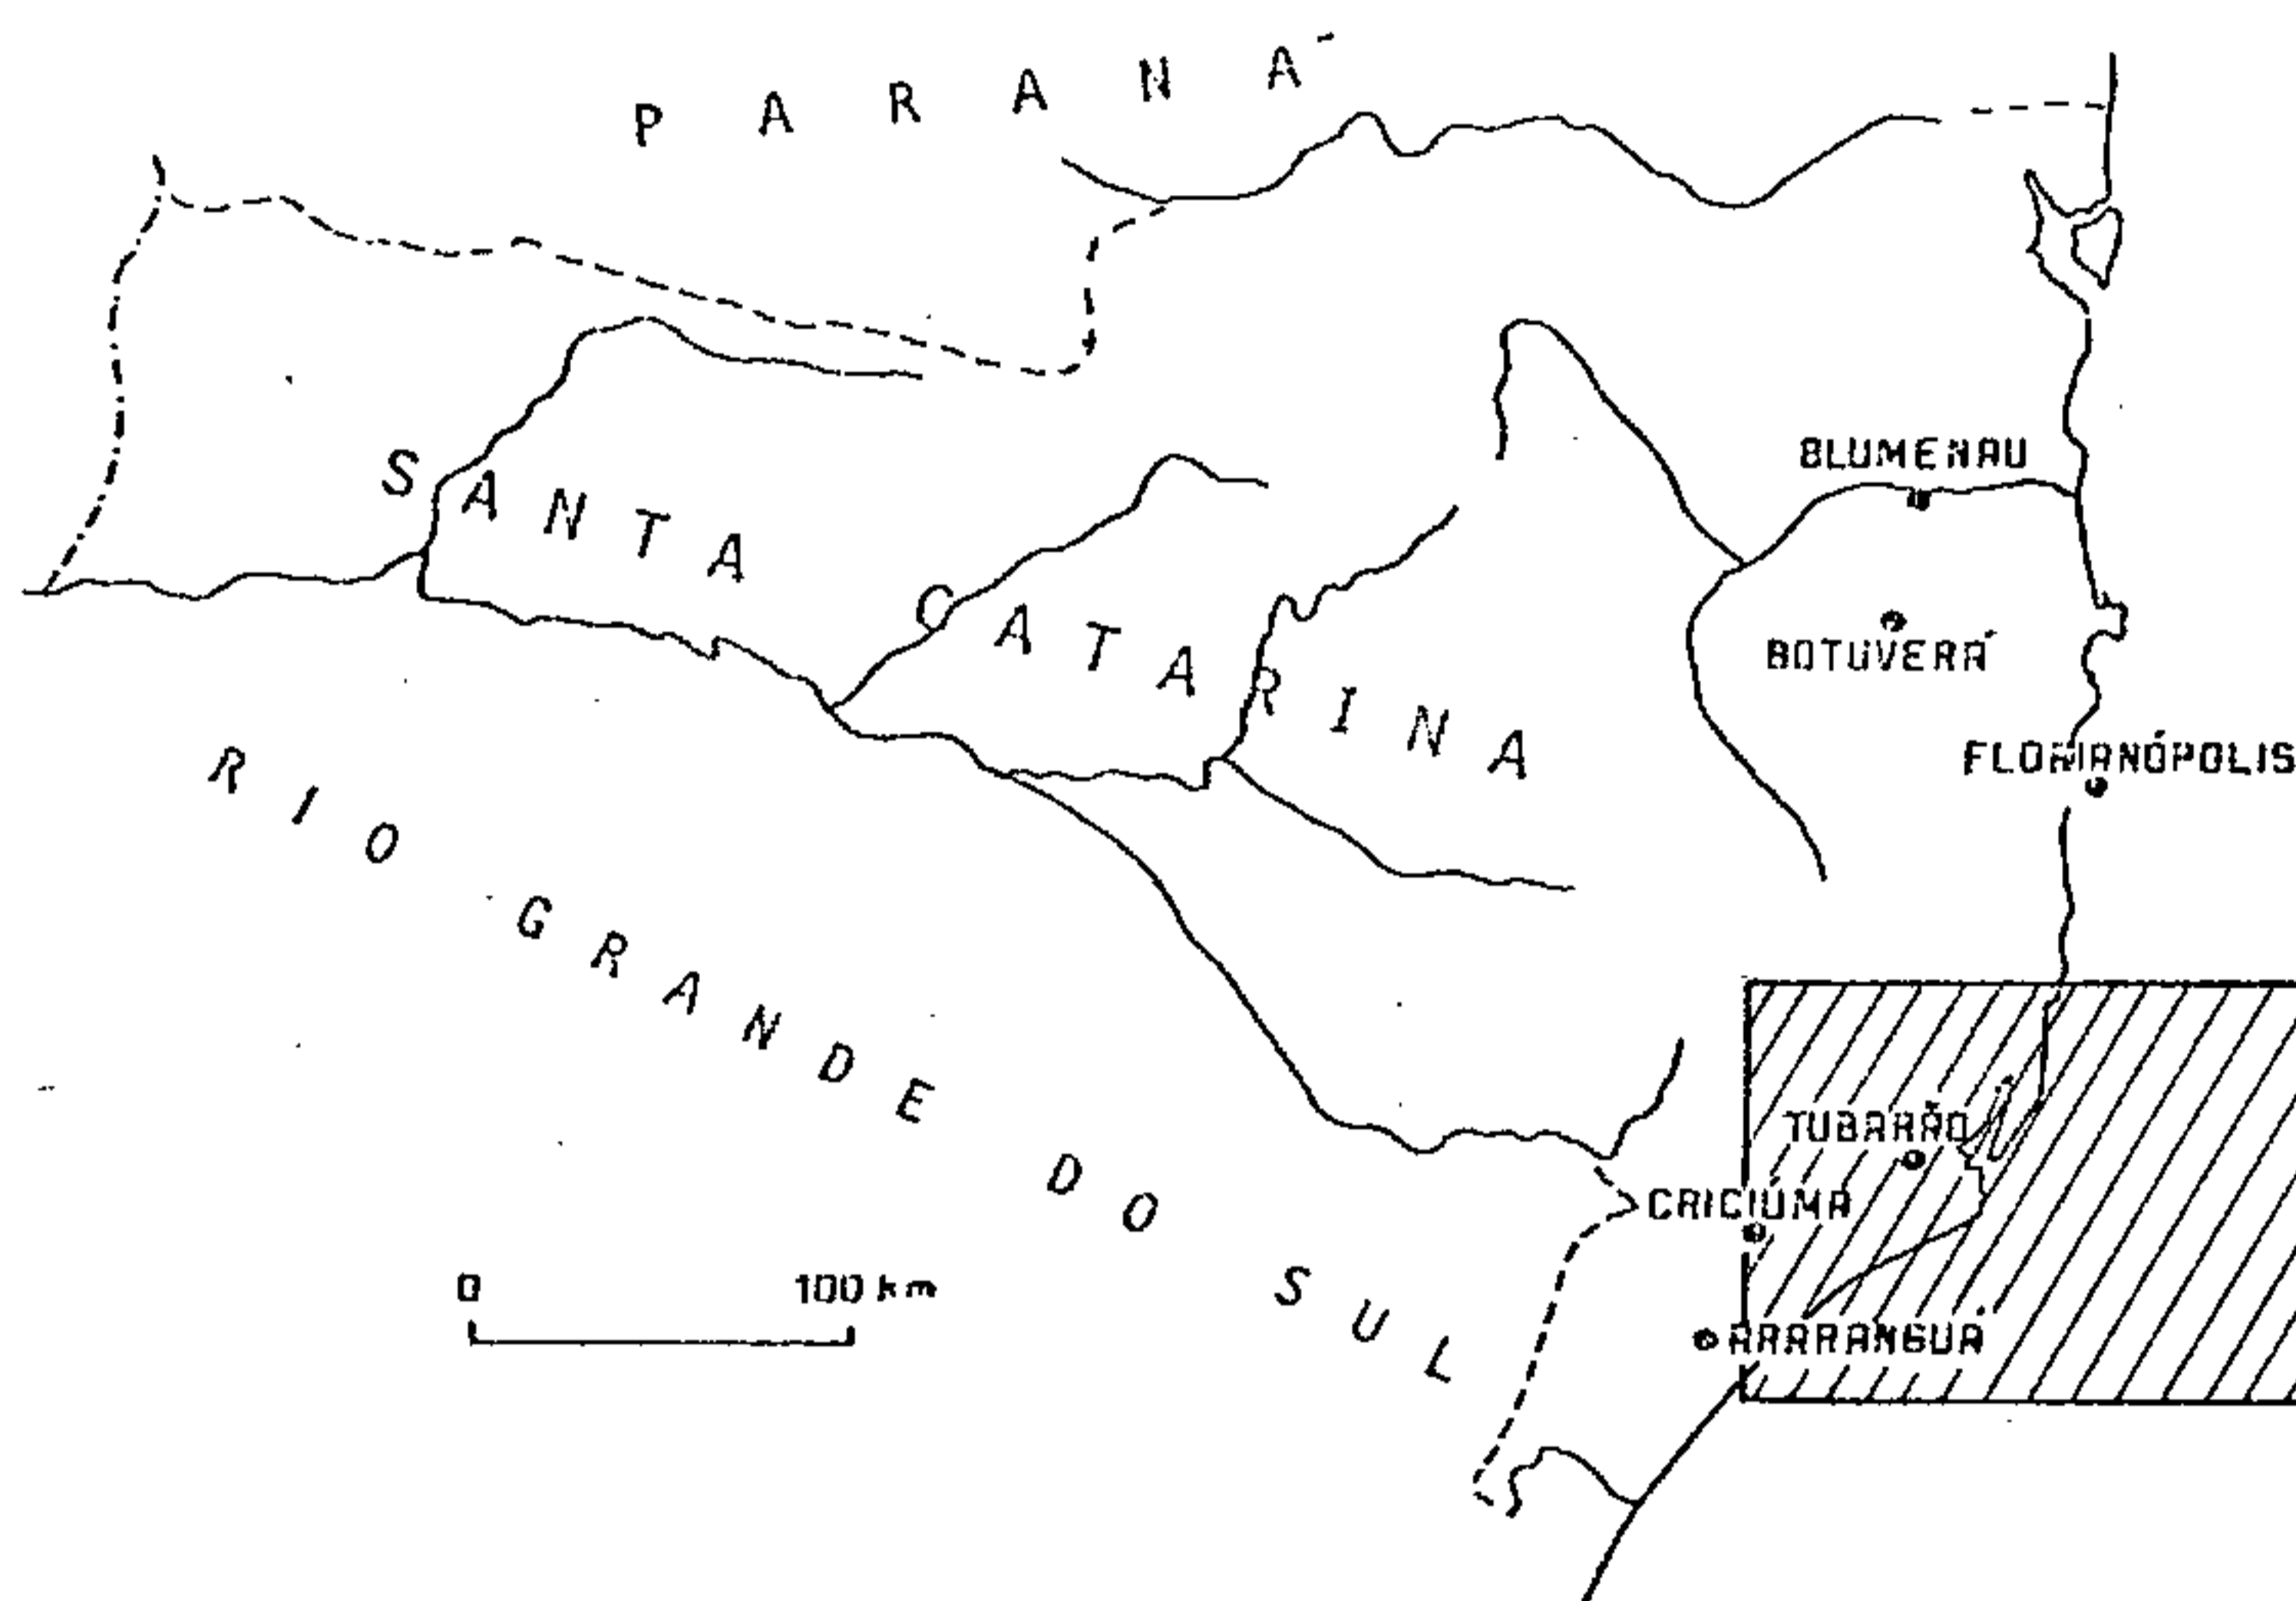 PARANÁ
SANTA CATARINA
BLUMENAU
BOTUVERÁ
FLORIANÓPOLIS
RIO GRANDE DO SUL
TUBARÃO
CRICIÚMA
ARARANGUÁ
0 100 km